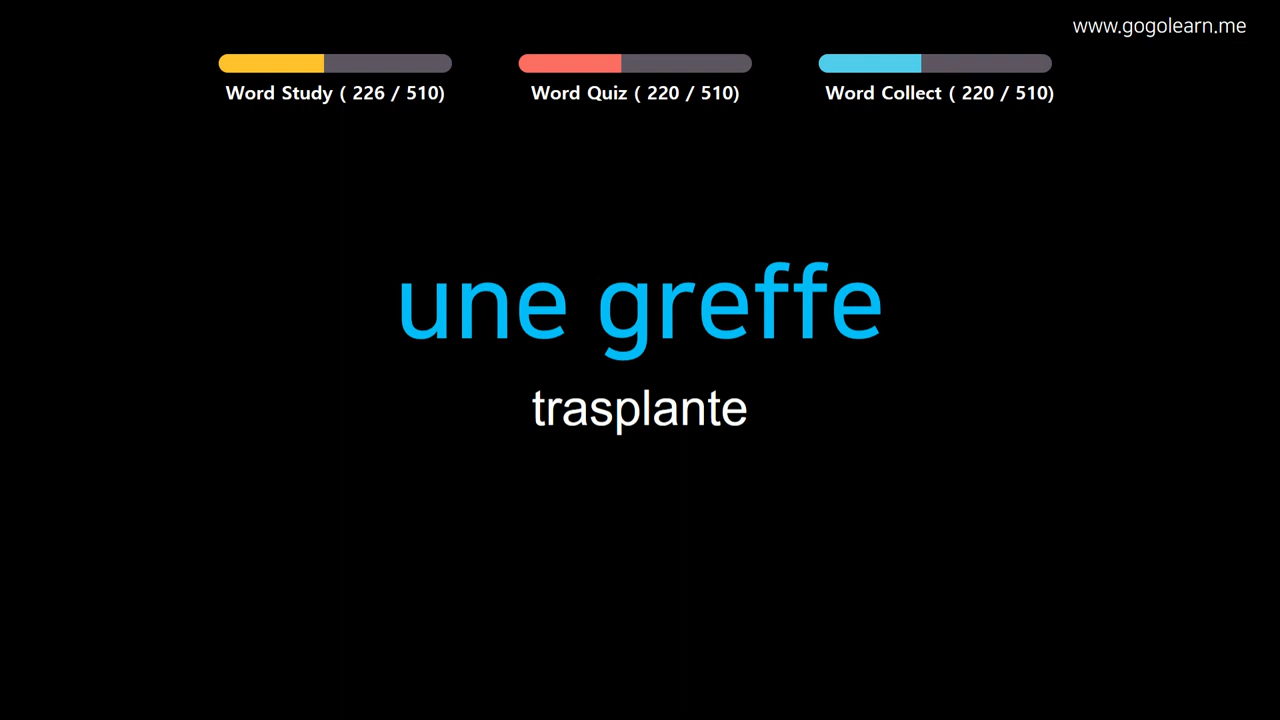 www.gogolearn.me
Word Study ( 226 / 510)
Word Quiz ( 220 / 510)
Word Collect ( 220 / 510)
une greffe
trasplante